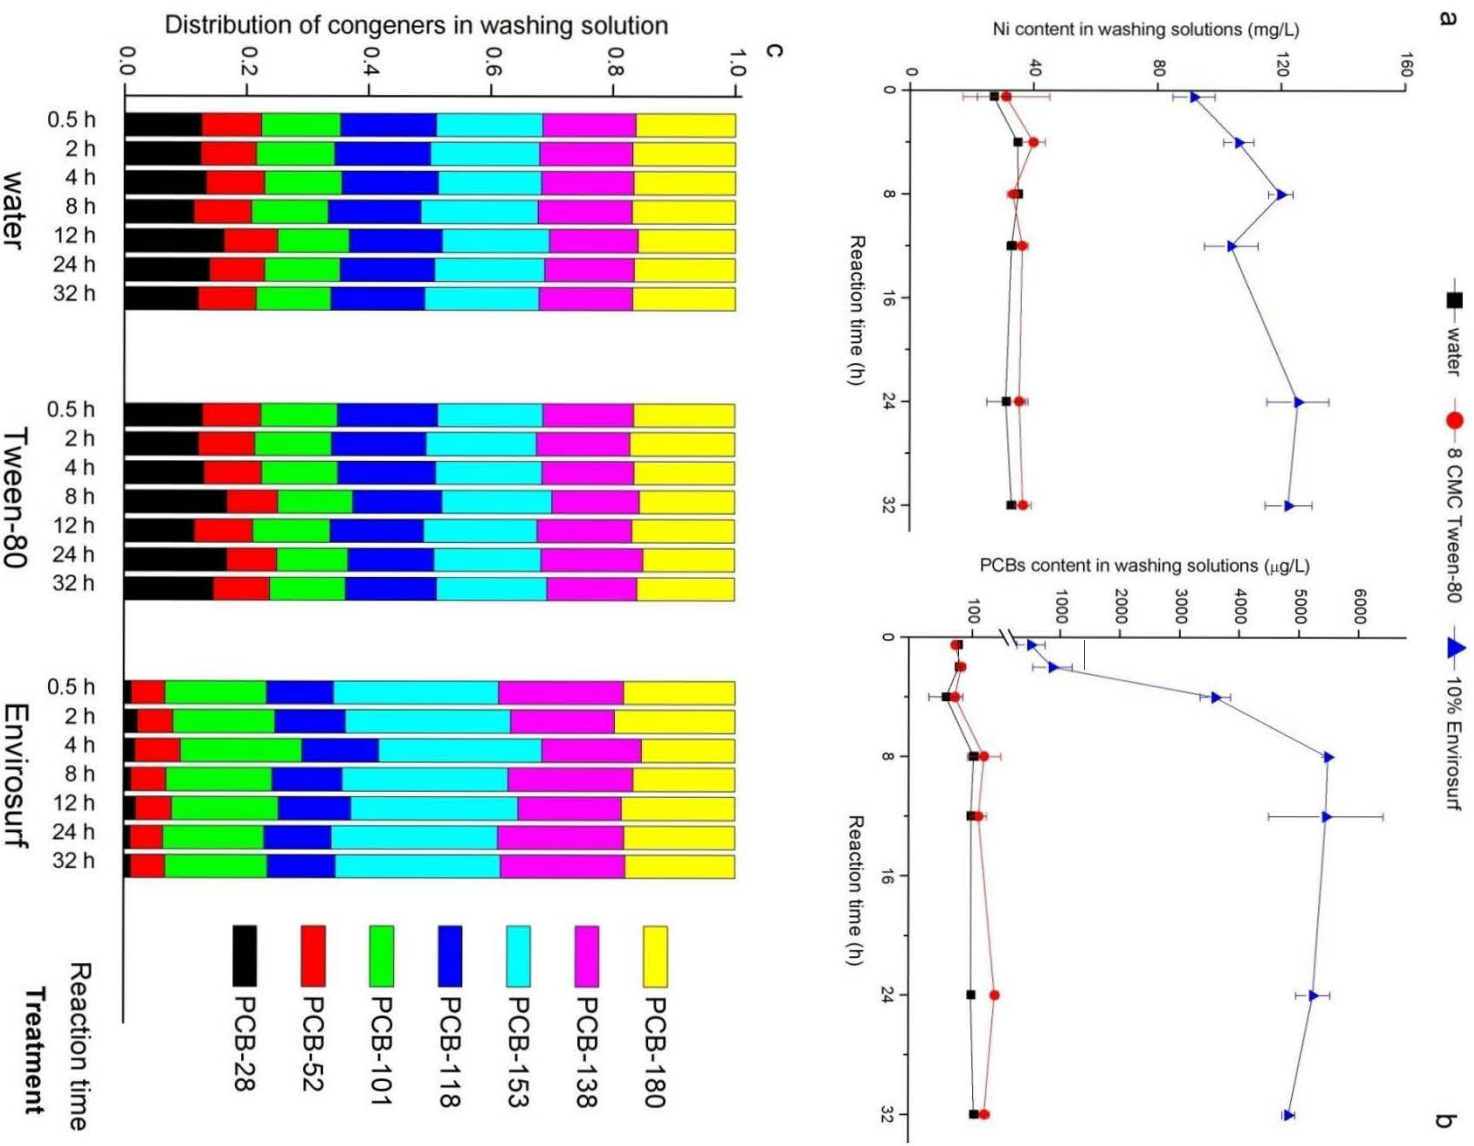 a
water
8 CMC Tween-80
10% Envirosurf
Ni content in washing solutions (mg/L)
0
40
80
120
160
0
8
16
24
32
Reaction time (h)
b
PCBs content in washing solutions (μg/L)
100
1000
2000
3000
4000
5000
6000
0
8
16
24
32
Reaction time (h)
c
Distribution of congeners in washing solution
0.0
0.2
0.4
0.6
0.8
1.0
0.5 h
2 h
4 h
8 h
12 h
24 h
32 h
water
0.5 h
2 h
4 h
8 h
12 h
24 h
32 h
Tween-80
0.5 h
2 h
4 h
8 h
12 h
24 h
32 h
Envirosurf
Reaction time
Treatment
PCB-180
PCB-138
PCB-153
PCB-118
PCB-101
PCB-52
PCB-28